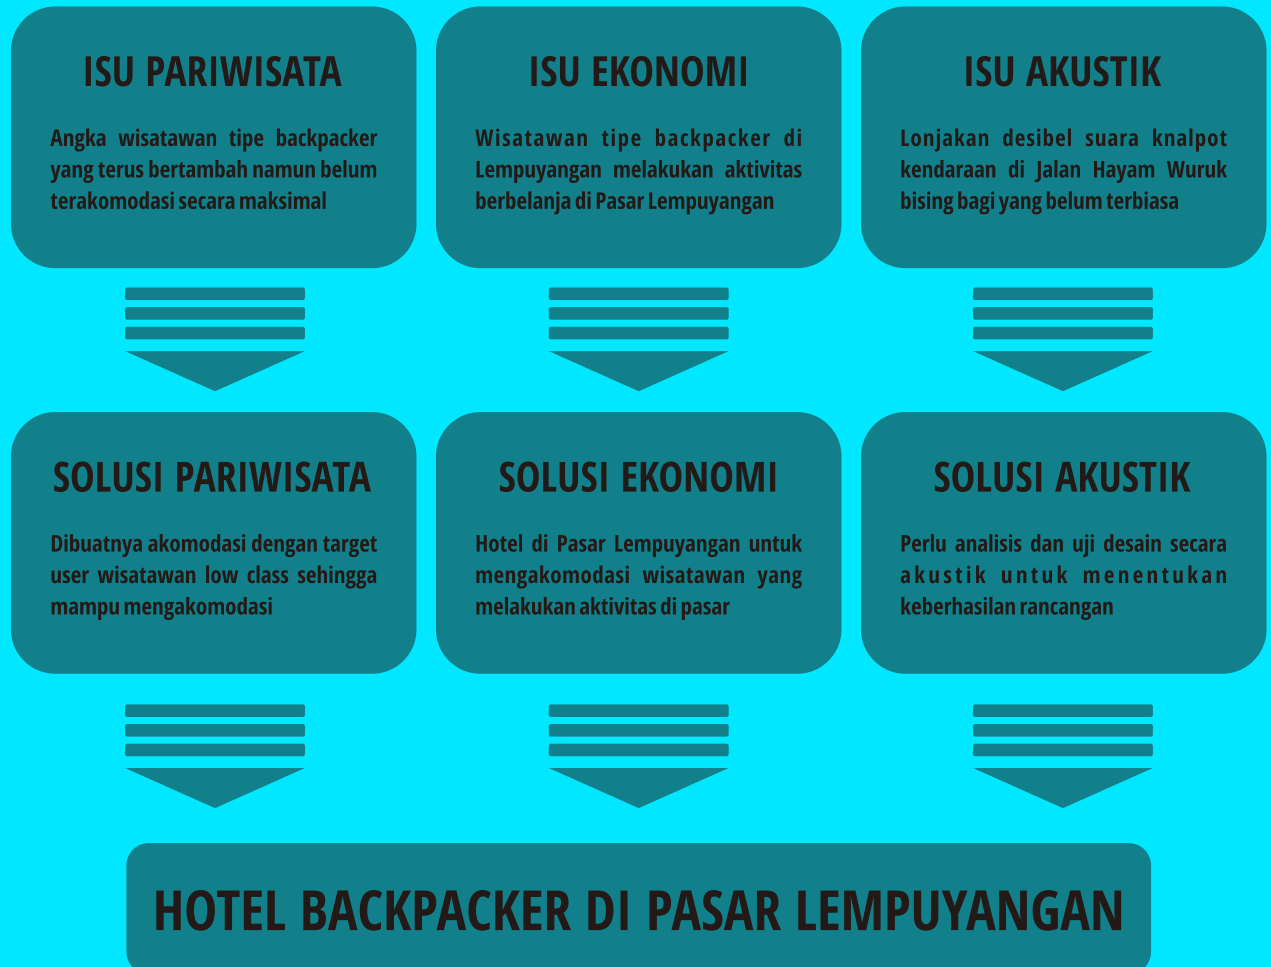 ISU PARIWISATA
Angka wisatawan tipe backpacker
yang terus bertambah namun belum
terakomodasi secara maksimal
ISU EKONOMI
Wisatawan tipe backpacker di
Lempuyangan melakukan aktivitas
berbelanja di Pasar Lempuyangan
ISU AKUSTIK
Lonjakan desibel suara knalpot
kendaraan di Jalan Hayam Wuruk
bising bagi yang belum terbiasa
SOLUSI PARIWISATA
Dibuatnya akomodasi dengan target
user wisatawan low class sehingga
mampu mengakomodasi
SOLUSI EKONOMI
Hotel di Pasar Lempuyangan untuk
mengakomodasi wisatawan yang
melakukan aktivitas di pasar
SOLUSI AKUSTIK
Perlu analisis dan uji desain secara
akustik untuk menentukan
keberhasilan rancangan
HOTEL BACKPACKER DI PASAR LEMPUYANGAN